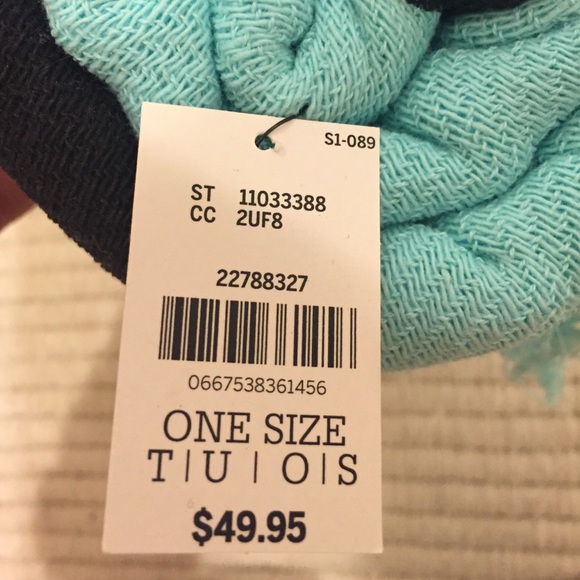 S1-089
ST 11033388
CC 2UF8
22788327
0667538361456
ONE SIZE
T|U | O|S
$49.95